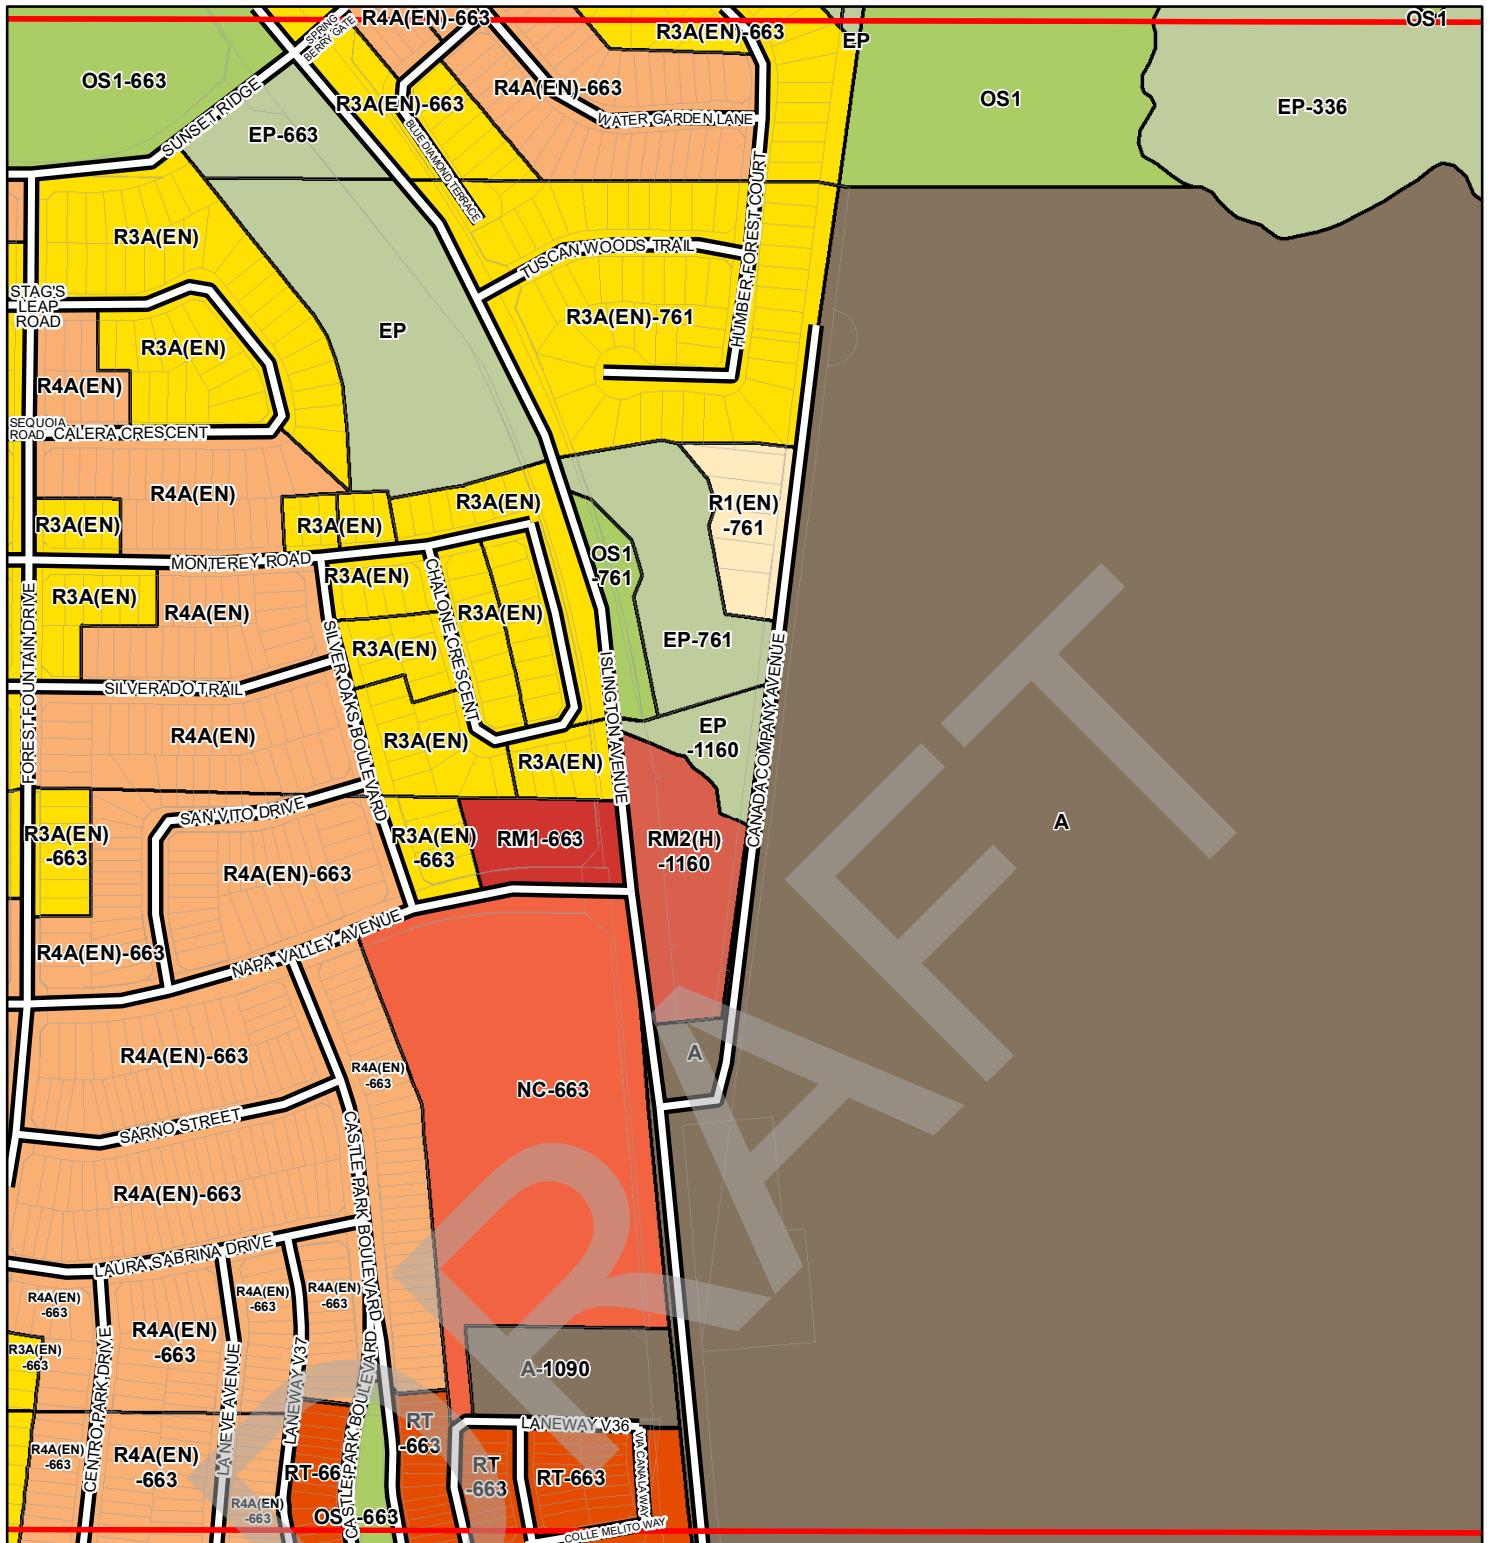 R4A(EN)-663
OS1
SPRING
BERRY GATE
R3A(EN)-663
EP
OS1-663
R4A(EN)-663
OS1
EP-336
SUNSET RIDGE
R3A(EN)-663
EP-663
WATER GARDEN LANE
BLUE DIAMOND TERRACE
HUMBER FOREST COURT
R3A(EN)
TUSCAN WOODS TRAIL
STAG'S
LEAP
ROAD
R3A(EN)-761
EP
R3A(EN)
R4A(EN)
SEQUOIA
ROAD
CALERA CRESCENT
R4A(EN)
R3A(EN)
R1(EN)
-761
R3A(EN)
R3A(EN)
MONTEREY ROAD
OS1
-761
R3A(EN)
CHALONE CRESCENT
R3A(EN)
R4A(EN)
R3A(EN)
FOREST FOUNTAIN DRIVE
SILVER OAKS BOULEVARD
R3A(EN)
EP-761
ISLINGTON AVENUE
CANADA COMPANY AVENUE
SILVERADO TRAIL
R4A(EN)
R3A(EN)
EP
-1160
R3A(EN)
SAN VITO DRIVE
R3A(EN)
-663
R3A(EN)
-663
RM1-663
RM2(H)
-1160
A
R4A(EN)-663
NAPA VALLEY AVENUE
R4A(EN)-663
R4A(EN)-663
A
R4A(EN)
-663
NC-663
SARNO STREET
CASTLE PARK BOULEVARD
R4A(EN)-663
LAURA SABRINA DRIVE
R4A(EN)
-663
R4A(EN)
-663
R4A(EN)
-663
R4A(EN)
-663
R3A(EN)
-663
CENTRO PARK DRIVE
LA NEVE AVENUE
LANEWAY V37
CASTLE PARK BOULEVARD
A-1090
RT
-663
LANEWAY V36
VIA CANALA WAY
R4A(EN)
-663
R4A(EN)
-663
RT-663
RT
-663
RT-663
R4A(EN)
-663
OS1-663
COLLE MELITO WAY
DRAFT